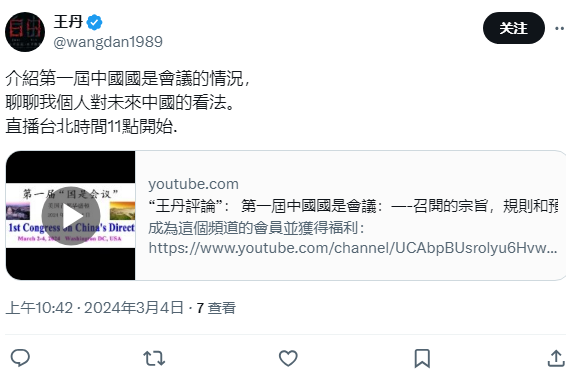 王丹
@wangdan1989
关注
介紹第一屆中國國是會議的情況，
聊聊我個人對未來中國的看法。
直播台北時間11點開始.
第一届“国是会议”
1st Congress on China's Direct
March 2-4, 2024 Washington DC, USA
youtube.com
“王丹評論”： 第一屆中國國是會議：—-召開的宗旨，規則和預
成為這個頻道的會員並獲得福利：
https://www.youtube.com/channel/UCAbpBUsrolyu6Hvw...
上午10:42 · 2024年3月4日 · 7 查看